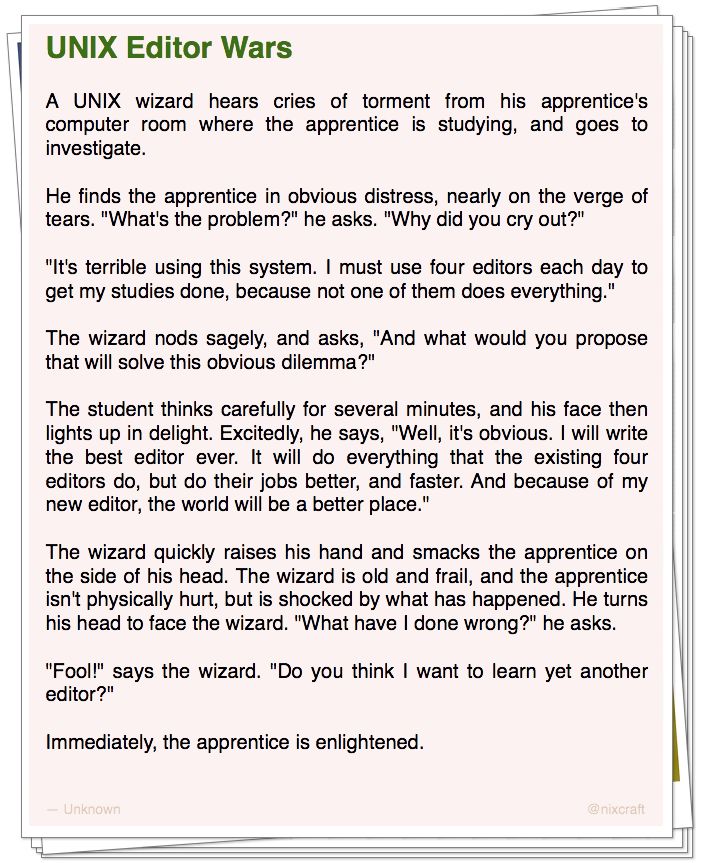 UNIX Editor Wars
A UNIX wizard hears cries of torment from his apprentice's
computer room where the apprentice is studying, and goes to
investigate.
He finds the apprentice in obvious distress, nearly on the verge of
tears. "What's the problem?" he asks. "Why did you cry out?"
"It's terrible using this system. I must use four editors each day to
get my studies done, because not one of them does everything."
The wizard nods sagely, and asks, "And what would you propose
that will solve this obvious dilemma?"
The student thinks carefully for several minutes, and his face then
lights up in delight. Excitedly, he says, "Well, it's obvious. I will write
the best editor ever. It will do everything that the existing four
editors do, but do their jobs better, and faster. And because of my
new editor, the world will be a better place."
The wizard quickly raises his hand and smacks the apprentice on
the side of his head. The wizard is old and frail, and the apprentice
isn't physically hurt, but is shocked by what has happened. He turns
his head to face the wizard. "What have I done wrong?" he asks.
"Fool!" says the wizard. "Do you think I want to learn yet another
editor?"
Immediately, the apprentice is enlightened.
— Unknown
@nixcraft